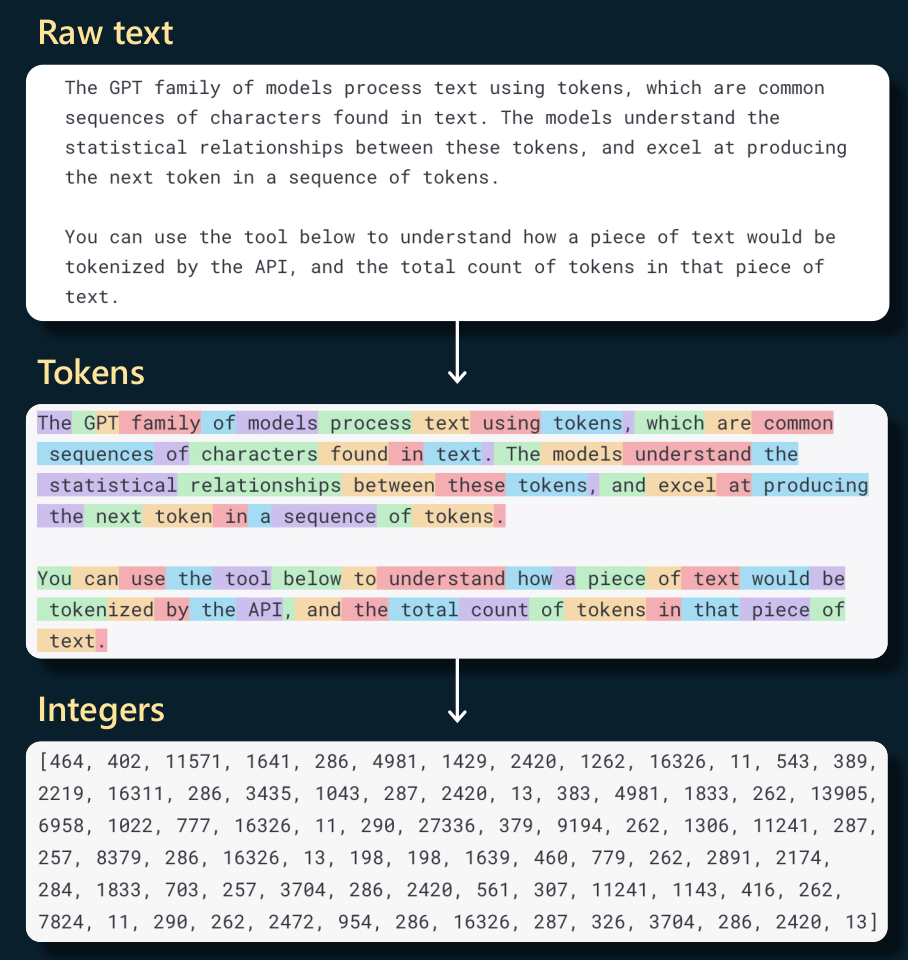 Raw text
The GPT family of models process text using tokens, which are common
sequences of characters found in text. The models understand the
statistical relationships between these tokens, and excel at producing
the next token in a sequence of tokens.
You can use the tool below to understand how a piece of text would be
tokenized by the API, and the total count of tokens in that piece of
text.
Tokens
The GPT family of models process text using tokens, which are common
sequences of characters found in text. The models understand the
statistical relationships between these tokens, and excel at producing
the next token in a sequence of tokens.
You can use the tool below to understand how a piece of text would be
tokenized by the API, and the total count of tokens in that piece of
text.
Integers
[464, 402, 11571, 1641, 286, 4981, 1429, 2420, 1262, 16326, 11, 543, 389,
2219, 16311, 286, 3435, 1043, 287, 2420, 13, 383, 4981, 1833, 262, 13905,
6958, 1022, 777, 16326, 11, 290, 27336, 379, 9194, 262, 1306, 11241, 287,
257, 8379, 286, 16326, 13, 198, 198, 1639, 460, 779, 262, 2891, 2174,
284, 1833, 703, 257, 3704, 286, 2420, 561, 307, 11241, 1143, 416, 262,
7824, 11, 290, 262, 2472, 954, 286, 16326, 287, 326, 3704, 286, 2420, 13]